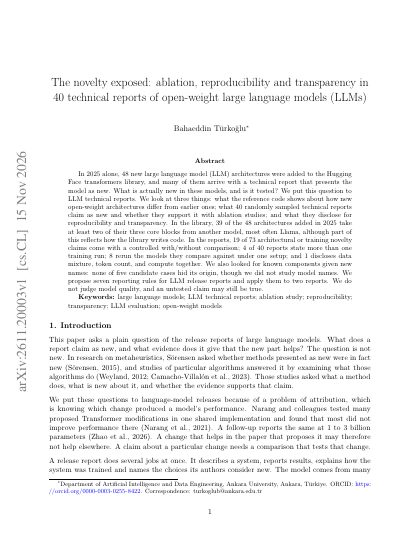 The novelty exposed: ablation, reproducibility and transparency in
40 technical reports of open-weight large language models (LLMs)
Bahaeddin Türkoğlu*
Abstract
In 2025 alone, 48 new large language model (LLM) architectures were added to the Hugging
Face transformers library, and many of them arrived with a technical report that presents the
model as new. What is actually new in these models, and is it tested? We put this question to
LLM technical reports. We look at three things: what the reference code shows about how new
open-weight architectures differ from earlier ones; what 40 randomly sampled technical reports
claim as new and whether they support it with ablation studies; and what they disclose for
reproducibility and transparency. In the library, 39 of the 48 architectures added in 2025 take
at least two of their three core blocks from another model, most often Llama, although part of
this reflects how the library writes code. In the reports, 19 of 73 architectural or training novelty
claims come with a controlled with/without comparison; 4 of 40 reports state more than one
training run; 8 rerun the models they compare against under one setup; and 1 discloses data
mixture, token count, and compute together. We also looked for known components given new
names: none of five candidate cases hid its origin, though we did not study model names. We
propose seven reporting rules for LLM release reports and apply them to two reports. We do
not judge model quality, and an untested claim may still be true.
Keywords: large language models; LLM technical reports; ablation study; reproducibility;
transparency; LLM evaluation; open-weight models
1. Introduction
This paper asks a plain question of the release reports of large language models. What does a
report claim as new, and what evidence does it give that the new part helps? The question is not
new. In research on metaheuristics, Sörensen asked whether methods presented as new were in fact
new (Sörensen, 2015), and studies of particular algorithms answered it by examining what those
algorithms do (Weyland, 2012; Camacho-Villalón et al., 2023). Those studies asked what a method
does, what is new about it, and whether the evidence supports that claim.
We put these questions to language-model releases because of a problem of attribution, which
is knowing which change produced a model's performance. Narang and colleagues tested many
proposed Transformer modifications in one shared implementation and found that most did not
improve performance there (Narang et al., 2021). A follow-up reports the same at 1 to 3 billion
parameters (Zhao et al., 2026). A change that helps in the paper that proposes it may therefore
not help elsewhere. A claim about a particular change needs a comparison that tests that change.
A release report does several jobs at once. It describes a system, reports results, explains how the
system was trained and names the choices its authors consider new. The model comes from many
*Department of Artificial Intelligence and Data Engineering, Ankara University, Ankara, Türkiye. ORCID: https:
//orcid.org/0000-0003-0255-8422. Correspondence: turkoglub@ankara.edu.tr
1
arXiv:2611.20003v1 [cs.CL] 15 Nov 2026